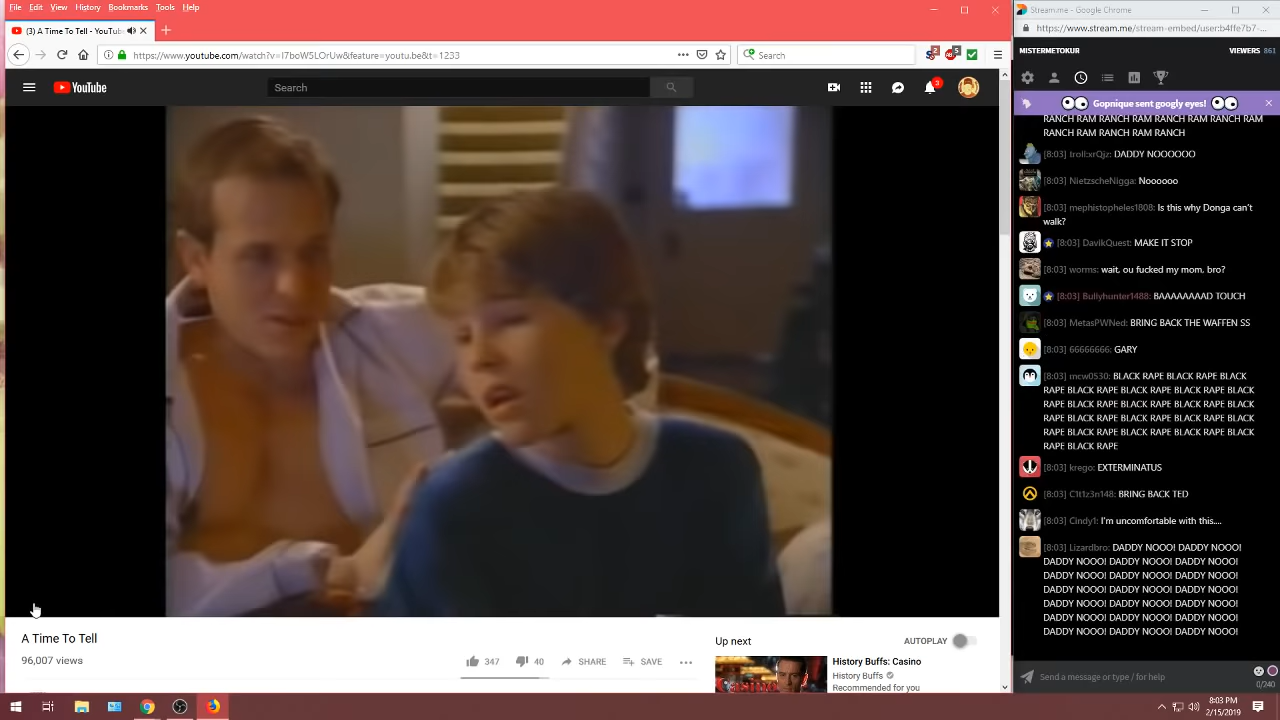 File Edit View History Bookmarks Tools Help
(3) A Time To Tell - YouTube
https://www.youtube.com/watch?v=i7boW5LOrUw&feature=youtu.be&t=1233
Search
2
5
YouTube
Search
3
A Time To Tell
96,007 views
347
40
SHARE
SAVE
Up next
AUTOPLAY
History Buffs: Casino
History Buffs
Recommended for you
Casino
Stream.me - Google Chrome
https://www.stream.me/stream-embed/user:b4ffe7b7-...
MISTERMETOKUR
VIEWERS 861
Gopnique sent googly eyes!
RANCH RAM RANCH RAM RANCH RAM RANCH RAM
RANCH RAM RANCH RAM RANCH
[8:03] troll:xrQjz: DADDY NOOOOOO
[8:03] NietzscheNigga: Noooooo
[8:03] mephistopheles1808: Is this why Donga can't
walk?
[8:03] DavikQuest: MAKE IT STOP
[8:03] worms: wait, ou fucked my mom, bro?
[8:03] Bullyhunter1488: BAAAAAAAAD TOUCH
[8:03] MetasPWNed: BRING BACK THE WAFFEN SS
[8:03] 66666666: GARY
[8:03] mcw0530: BLACK RAPE BLACK RAPE BLACK
RAPE BLACK RAPE BLACK RAPE BLACK RAPE BLACK
RAPE BLACK RAPE BLACK RAPE BLACK RAPE BLACK
RAPE BLACK RAPE BLACK RAPE BLACK RAPE BLACK
RAPE BLACK RAPE BLACK RAPE BLACK RAPE BLACK
RAPE BLACK RAPE
[8:03] krego: EXTERMINATUS
[8:03] C1t1z3n148: BRING BACK TED
[8:03] Cindy1: I'm uncomfortable with this....
[8:03] Lizardbro: DADDY NOOO! DADDY NOOO!
DADDY NOOO! DADDY NOOO! DADDY NOOO!
DADDY NOOO! DADDY NOOO! DADDY NOOO!
DADDY NOOO! DADDY NOOO! DADDY NOOO!
DADDY NOOO! DADDY NOOO! DADDY NOOO!
DADDY NOOO! DADDY NOOO! DADDY NOOO!
DADDY NOOO! DADDY NOOO! DADDY NOOO!
Send a message or type / for help
0/240
8:03 PM
2/15/2019